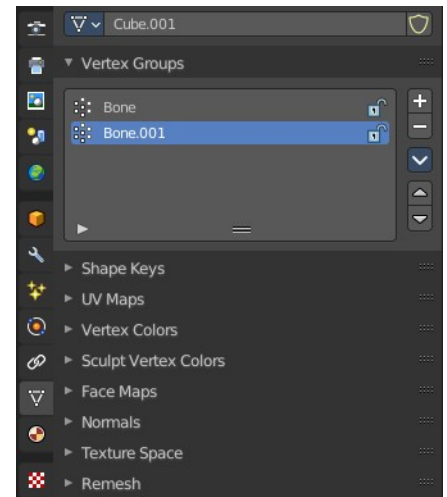 Cube.001
Vertex Groups
Bone
Bone.001
Shape Keys
UV Maps
Vertex Colors
Sculpt Vertex Colors
Face Maps
Normals
Texture Space
Remesh